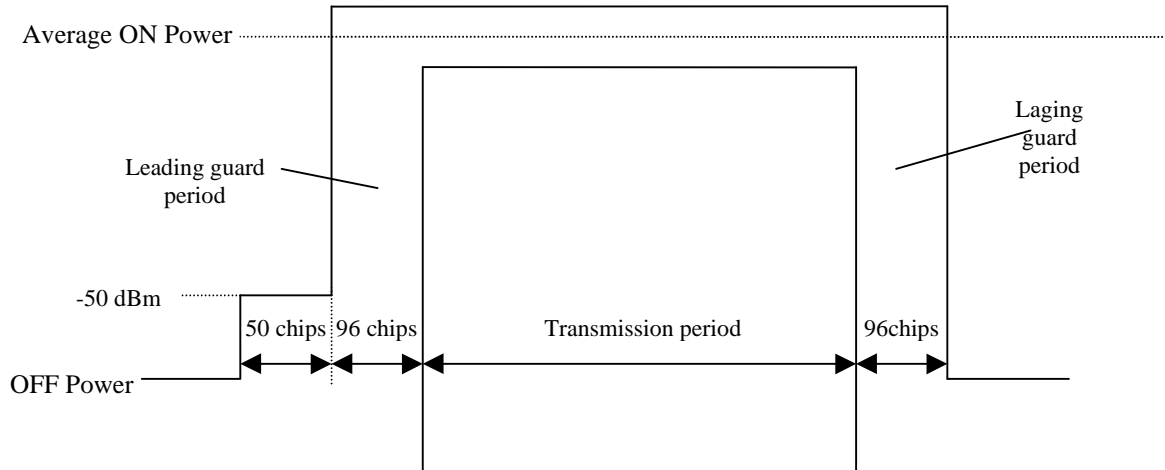 Average ON Power
Laging
guard
period
Leading guard
period
-50 dBm
50 chips
96 chips
Transmission period
96chips
OFF Power